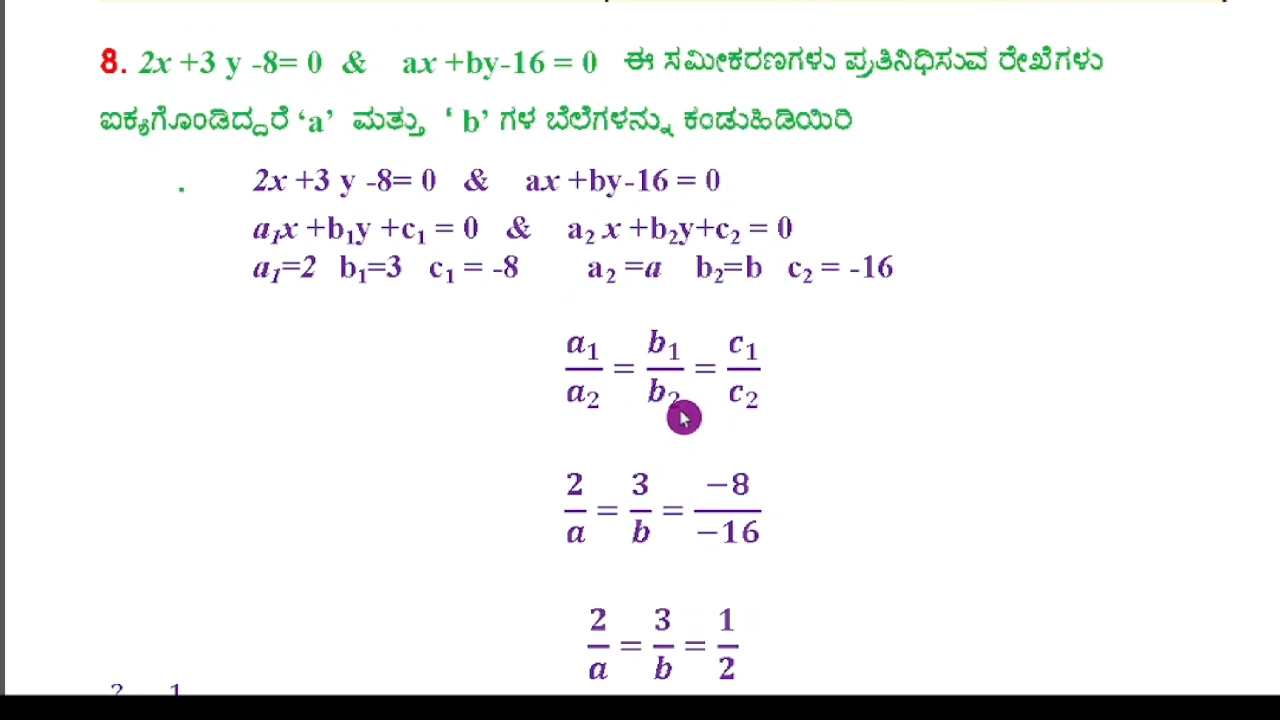 8. 2x +3 y -8= 0 & ax +by-16 = 0 ಈ ಸಮೀಕರಣಗಳು ಪ್ರತಿನಿಧಿಸುವ ರೇಖೆಗಳು
ಐಕ್ಯಗೊಂಡಿದ್ದರೆ ‘a’ ಮತ್ತು ‘ b’ ಗಳ ಬೆಲೆಗಳನ್ನು ಕಂಡುಹಿಡಿಯಿರಿ
. 2x +3 y -8= 0 & ax +by-16 = 0
a₁x +b₁y +c₁ = 0 & a₂ x +b₂y+c₂ = 0
a₁=2 b₁=3 c₁ = -8 a₂ =a b₂=b c₂ = -16
a₁/a₂ = b₁/b₂ = c₁/c₂
2/a = 3/b = −8/−16
2/a = 3/b = 1/2